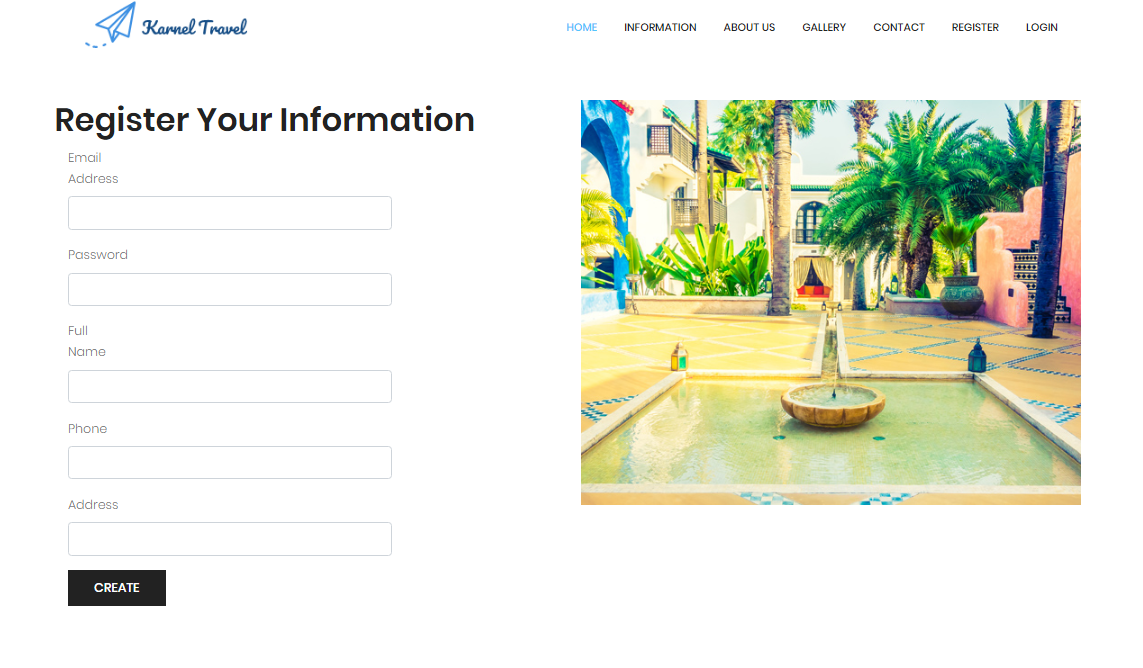 Karnel Travel
HOME INFORMATION ABOUT US GALLERY CONTACT REGISTER LOGIN
Register Your Information
Email
Address
Password
Full
Name
Phone
Address
CREATE